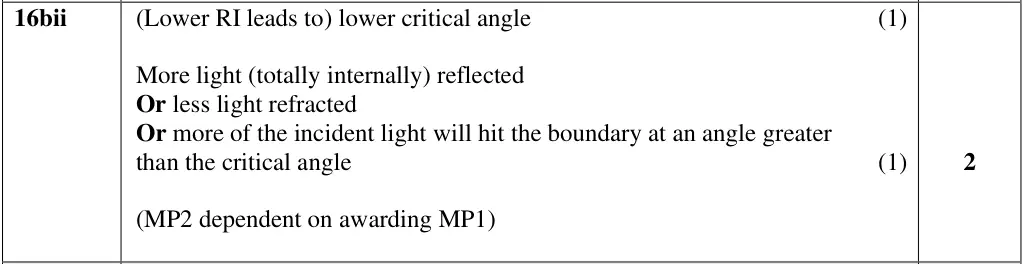 16bii (Lower RI leads to) lower critical angle (1)
More light (totally internally) reflected
Or less light refracted
Or more of the incident light will hit the boundary at an angle greater
than the critical angle (1) 2
(MP2 dependent on awarding MP1)